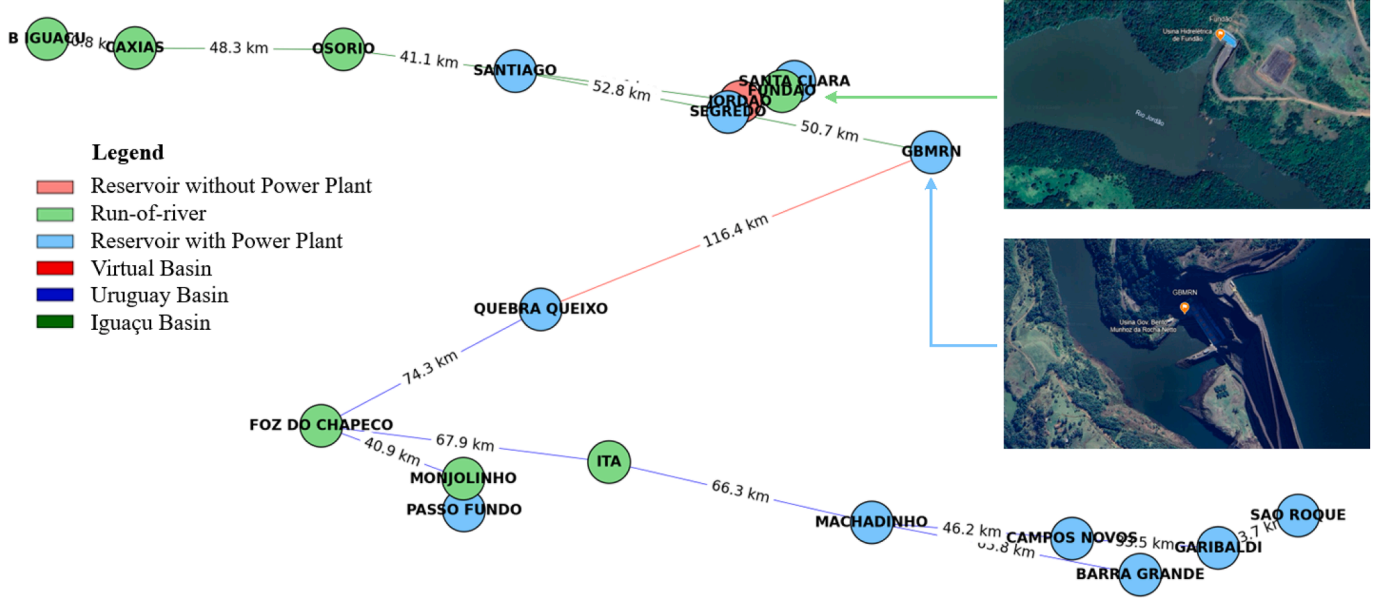 B IGUAÇU
CAXIAS
48.3 km
OSORIO
41.1 km
SANTIAGO
52.8 km
SANTA CLARA
FUNDAO
JORDAO
SEGREDO
50.7 km
GBMRN
Legend
Reservoir without Power Plant
Run-of-river
Reservoir with Power Plant
Virtual Basin
Uruguay Basin
Iguaçu Basin
116.4 km
QUEBRA QUEIXO
74.3 km
FOZ DO CHAPECO
67.9 km
40.9 km
MONJOLINHO
PASSO FUNDO
ITA
66.3 km
MACHADINHO
46.2 km
CAMPOS NOVOS
BARRA GRANDE
GARIBALDI
SAO ROQUE
Fundão
Usina Hidrelétrica
de Fundão
Rio Jordão
GBMRN
Usina Gov. Bento
Munhoz da Rocha Netto